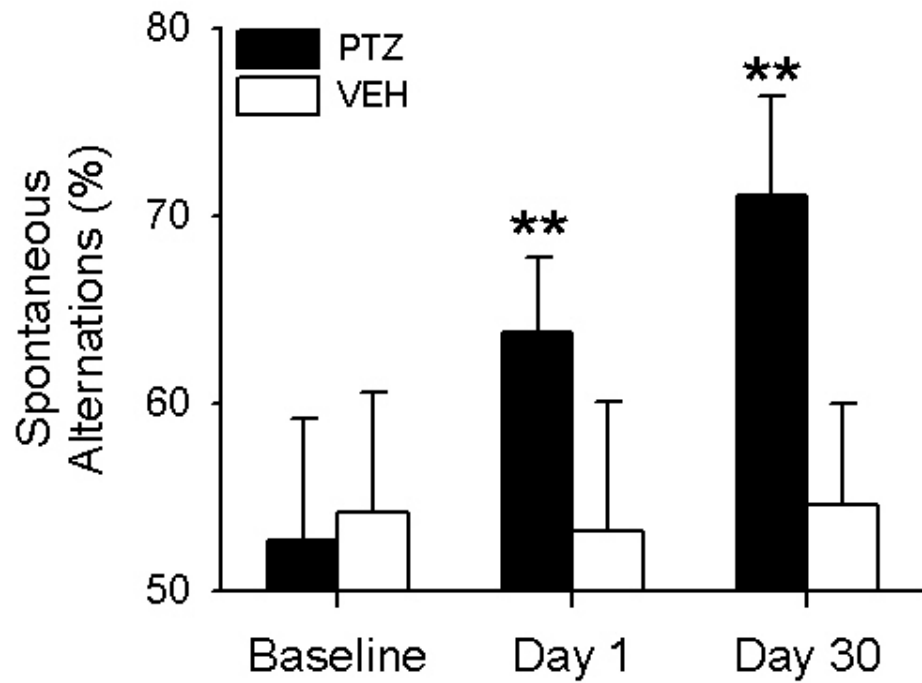 80
70
60
50
Spontaneous
Alternations (%)
PTZ
VEH
**
**
Baseline
Day 1
Day 30